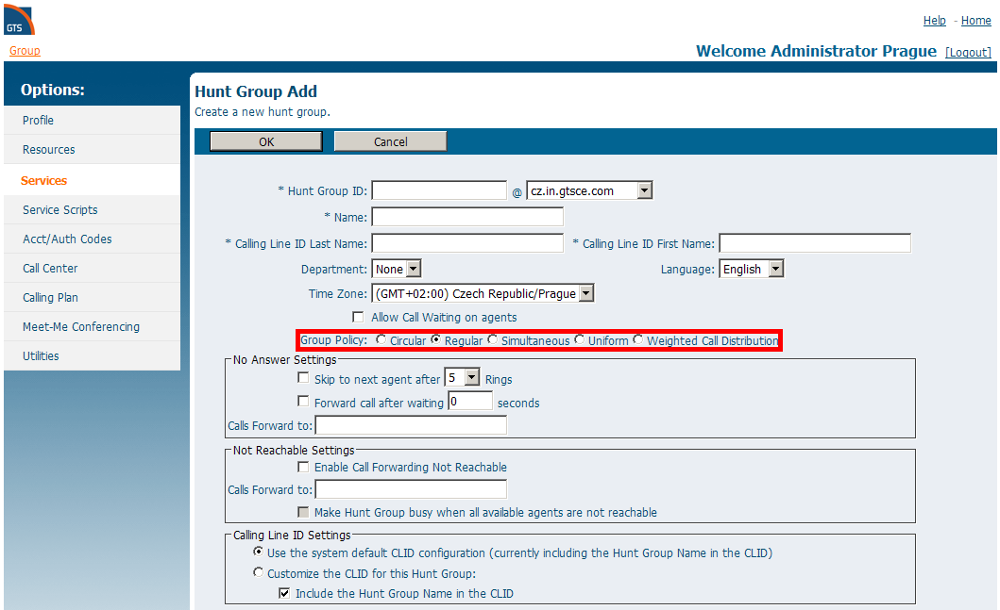 GTS
Help - Home
Group
Welcome Administrator Prague [Logout]
Options:
Profile
Resources
Services
Service Scripts
Acct/Auth Codes
Call Center
Calling Plan
Meet-Me Conferencing
Utilities
Hunt Group Add
Create a new hunt group.
OK Cancel
* Hunt Group ID: @ cz.in.gtsce.com
* Name:
* Calling Line ID Last Name: * Calling Line ID First Name:
Department: None Language: English
Time Zone: (GMT+02:00) Czech Republic/Prague
Allow Call Waiting on agents
Group Policy: Circular Regular Simultaneous Uniform Weighted Call Distribution
No Answer Settings
Skip to next agent after 5 Rings
Forward call after waiting 0 seconds
Calls Forward to:
Not Reachable Settings
Enable Call Forwarding Not Reachable
Calls Forward to:
Make Hunt Group busy when all available agents are not reachable
Calling Line ID Settings
Use the system default CLID configuration (currently including the Hunt Group Name in the CLID)
Customize the CLID for this Hunt Group:
Include the Hunt Group Name in the CLID